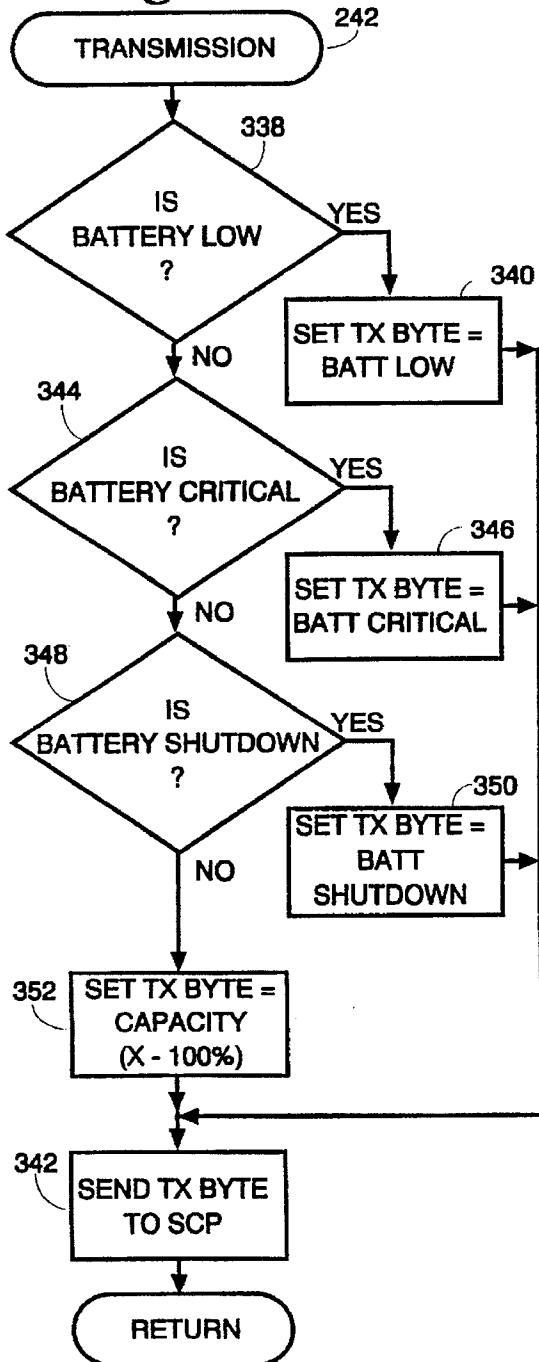 TRANSMISSION
242
338
IS
BATTERY LOW
?
YES
340
SET TX BYTE =
BATT LOW
NO
344
IS
BATTERY CRITICAL
?
YES
346
SET TX BYTE =
BATT CRITICAL
NO
348
IS
BATTERY SHUTDOWN
?
YES
350
SET TX BYTE =
BATT
SHUTDOWN
NO
352
SET TX BYTE =
CAPACITY
(X - 100%)
342
SEND TX BYTE
TO SCP
RETURN